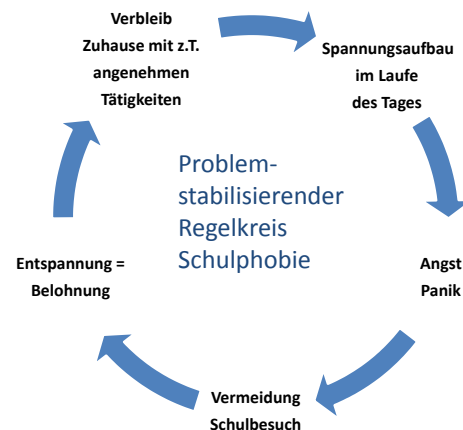 Verbleib
Zuhause mit z.T.
angenehmen
Tätigkeiten
Spannungsaufbau
im Laufe
des Tages
Problem-
stabilisierender
Regelkreis
Schulphobie
Entspannung =
Belohnung
Angst
Panik
Vermeidung
Schulbesuch